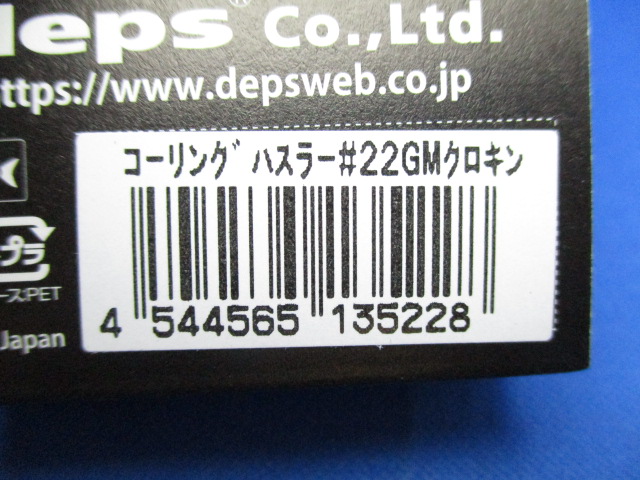 deps® Co.,Ltd.
https://www.depsweb.co.jp
コーリングハスラー#22GMクロキン
4 544565 135228
プラ
ースPET
Japan